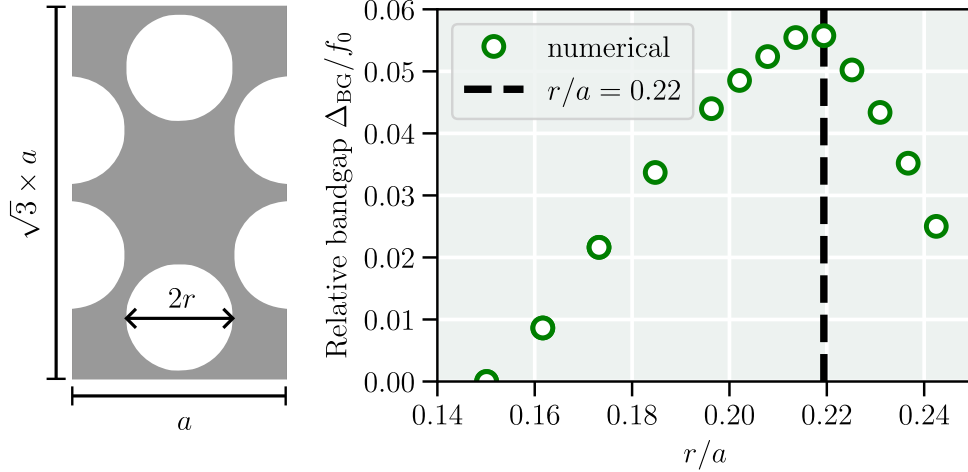 √3 × a
2r
a
Relative bandgap Δ_BG/f_0
0.06
0.05
0.04
0.03
0.02
0.01
0.00
numerical
r/a = 0.22
0.14 0.16 0.18 0.20 0.22 0.24
r/a